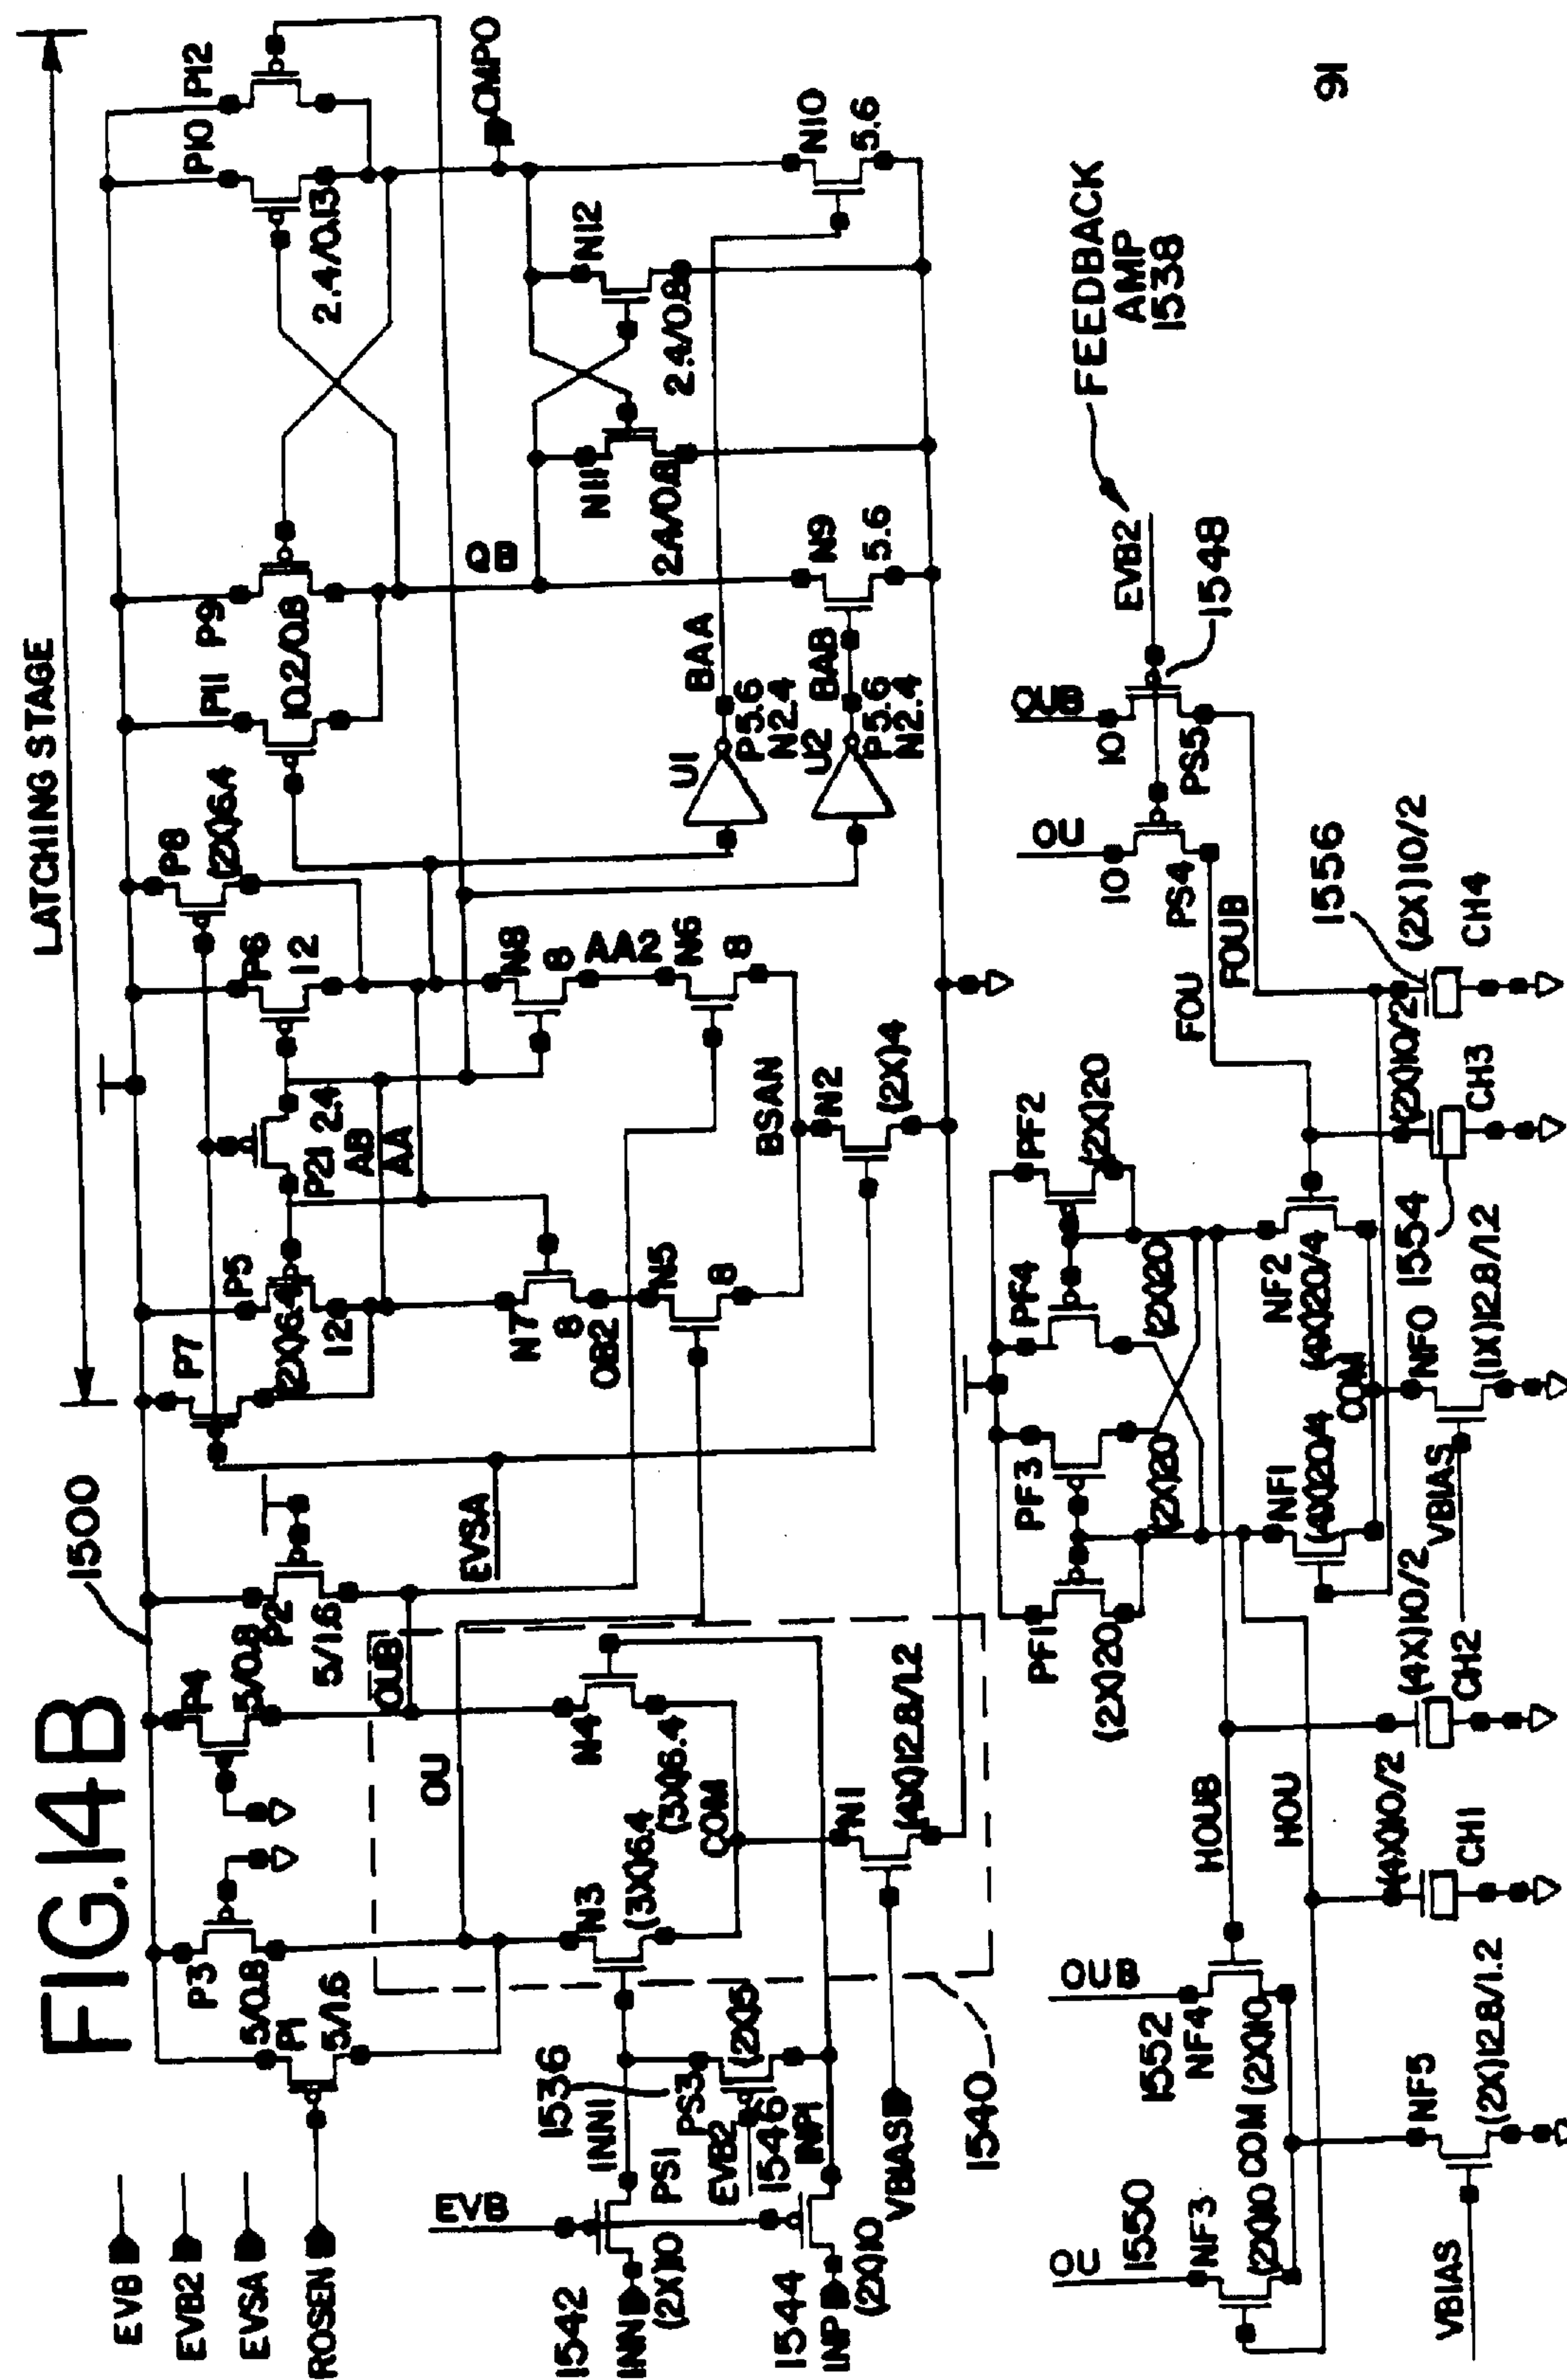 FIG.14B
1500
LATCHING STAGE
EVB
EVB2
EVSA
ROSEN
P3
5/0.8
P1
5/1.6
P4
5/0.8
P2
5/1.6
P7
(2X)6.4
P5
12
P21 2.4
AB
AA
P6
12
P8
(2X)6.4
P11
P9
10.2/0.8
P10
P12
2.4/0.13
OU
OUB
EVSA
N7
8
OB2
N5
8
N8
8
AA2
N6
8
BSAN
N2
(2X)4
U1
BAA
P5.6
N2.4
U2
BAB
P5.6
N2.4
QB
N9
5.6
N11
2.4/0.8
N12
2.4/0.8
CMPO
N10
5.6
1542
INN
(2X)10
EVB
PS1
INN1
1536
PS3
(2X)5
EVB2
1546
INP1
1544
INP
(2X)10
VBIAS
N3
(3X)6.4
N4
(3X)6.4
COM
N1
(4X)12.8/1.2
1540
OU
1550
NF3
(2X)10
COM
OUB
1552
NF4
(2X)10
NF5
(2X)12.8/1.2
VBIAS
HOUB
HOU
(4X)10/2
CH1
(4X)10/2
CH2
PF1
(2X)20
PF3
(2X)20
PF4
(2X)20
PF2
(2X)20
NF1
(4X)20/4
COM
NF2
(4X)20/4
VBIAS
NF0
(1X)12.8/1.2
1554
(2X)10/2
CH3
1556
(2X)10/2
CH4
FOU
FOUB
OU
10
PS4
OUB
10
PS5
EVB2
1548
FEEDBACK
AMP
1538
91